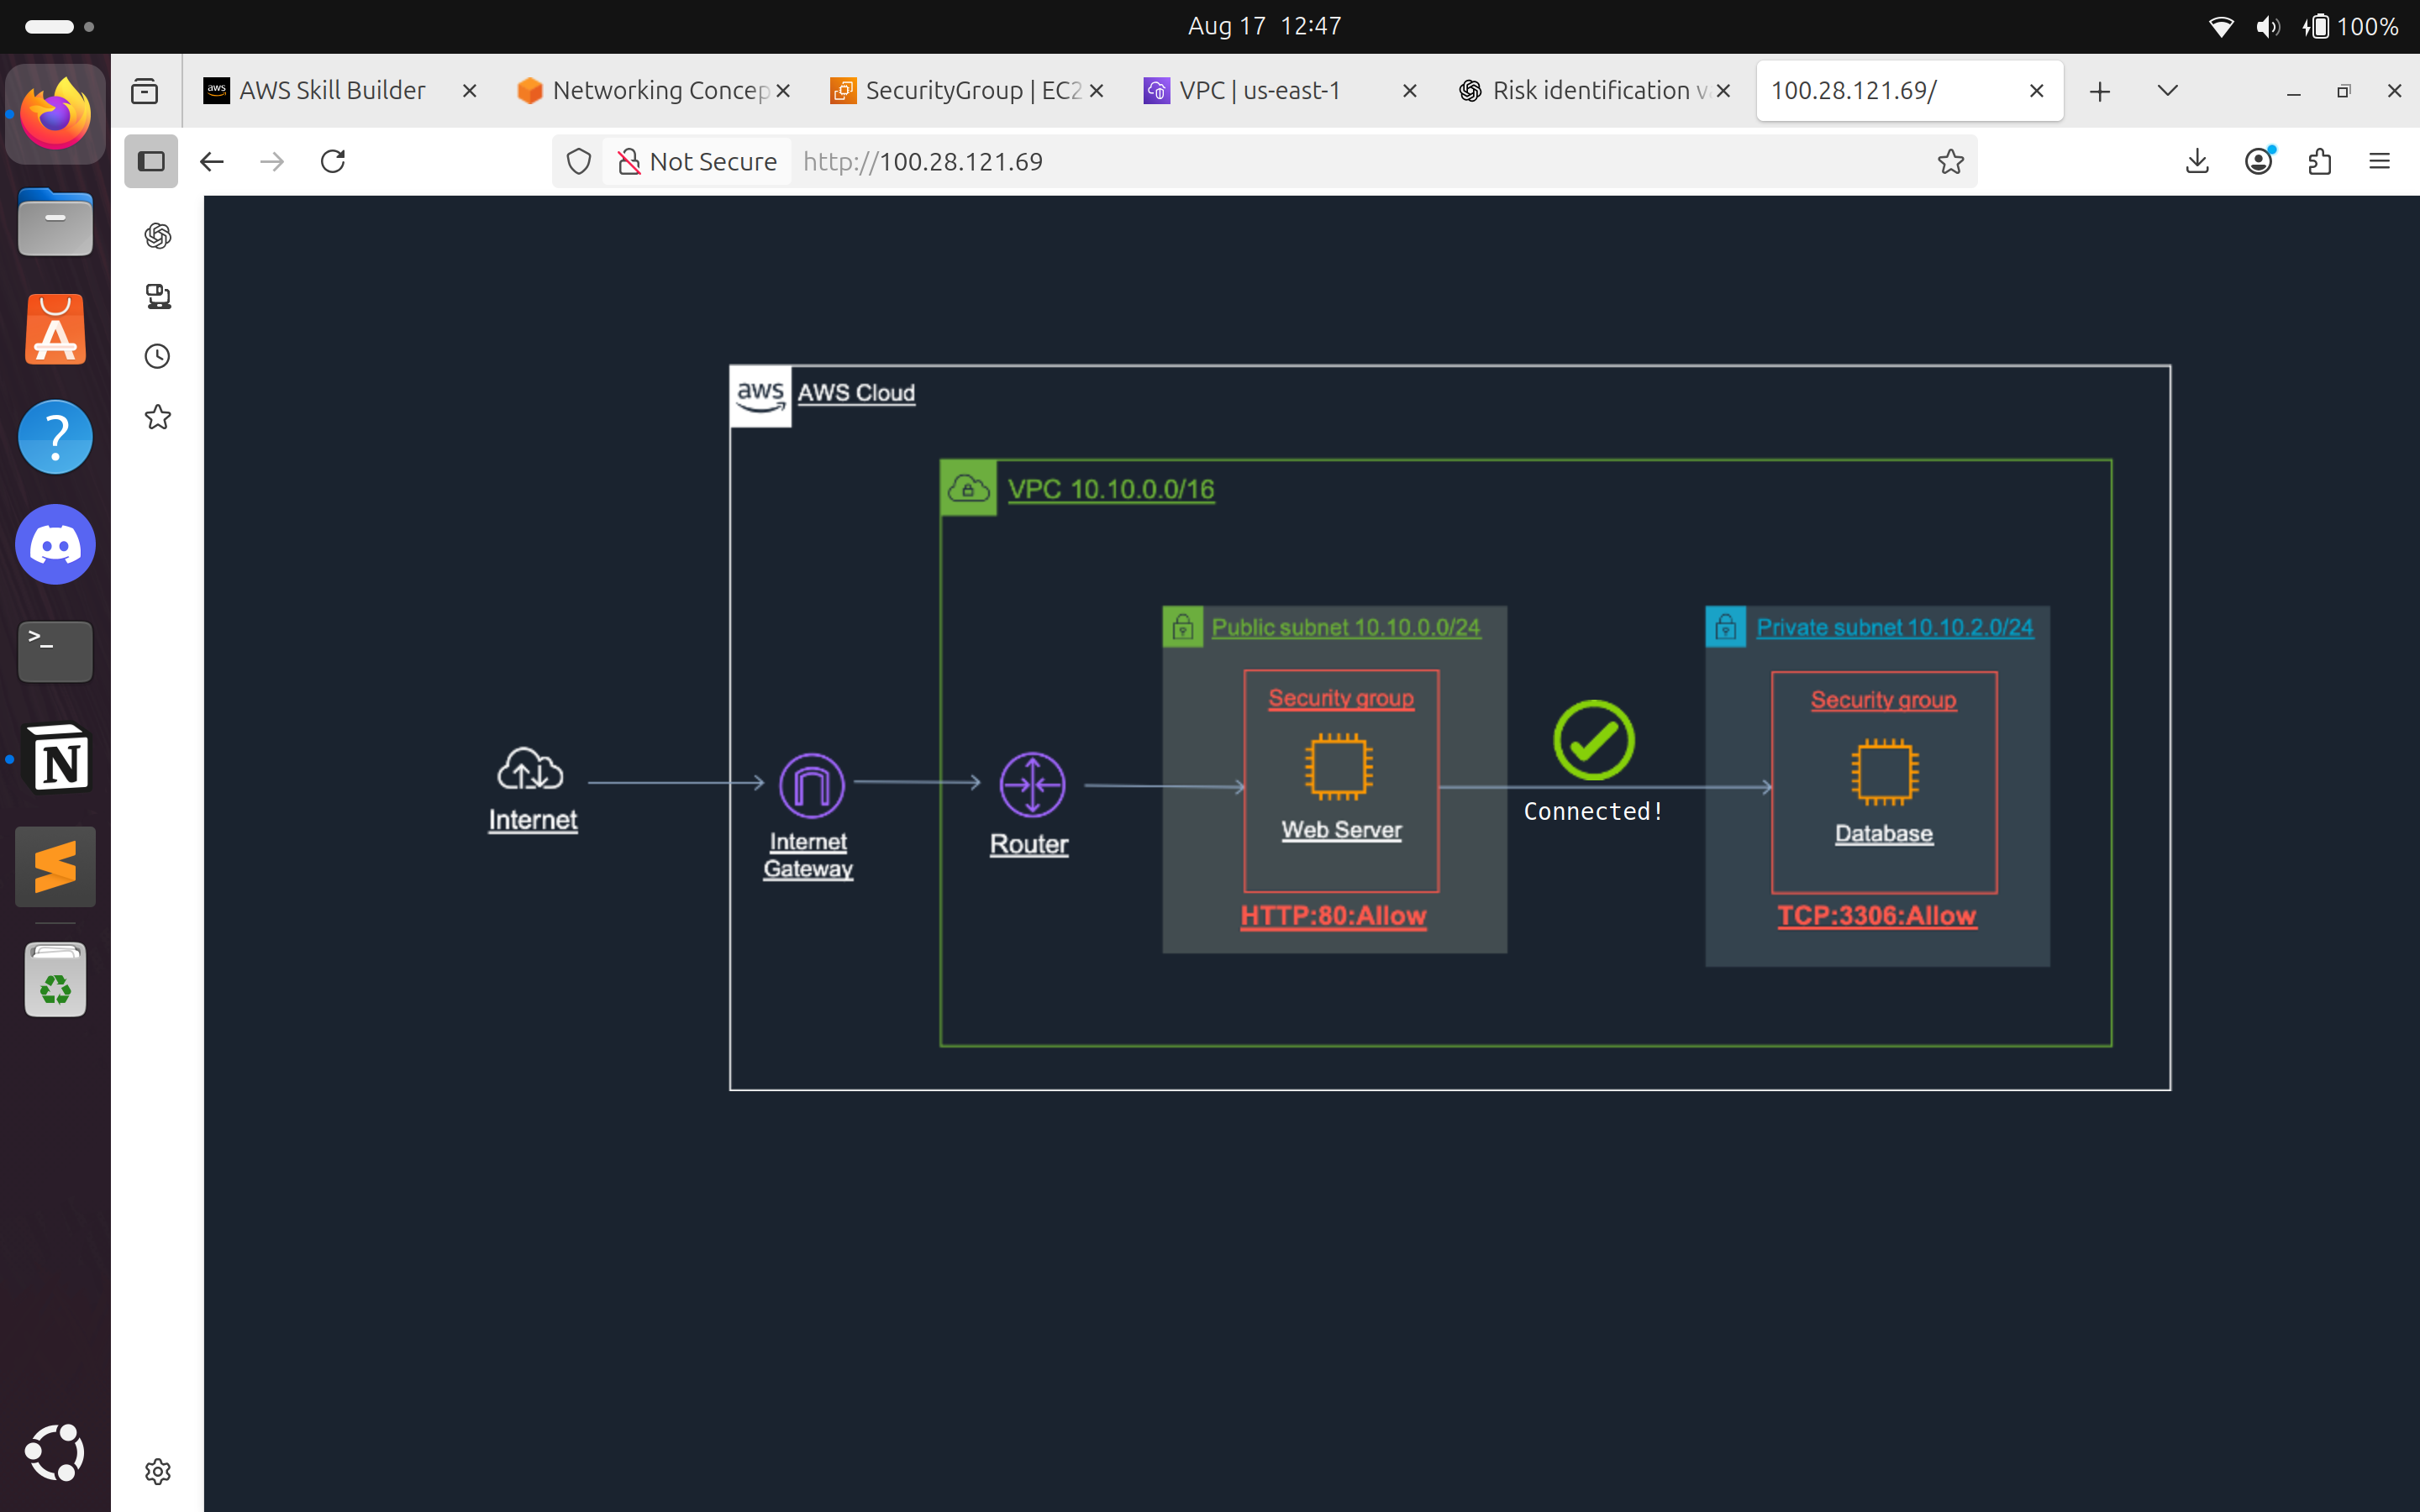 Aug 17 12:47
100%
aws AWS Skill Builder
Networking Concep
SecurityGroup | EC2
VPC | us-east-1
Risk identification v
100.28.121.69/
Not Secure
http://100.28.121.69
aws AWS Cloud
VPC 10.10.0.0/16
Public subnet 10.10.0.0/24
Private subnet 10.10.2.0/24
Security group
Security group
Internet
Internet
Gateway
Router
Web Server
Connected!
Database
HTTP:80:Allow
TCP:3306:Allow